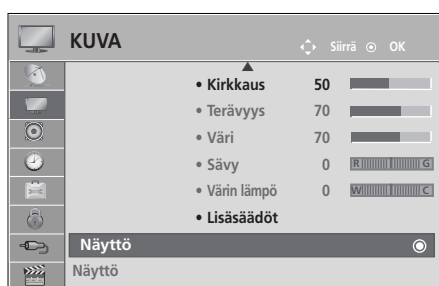 KUVA Siirrä OK
• Kirkkaus 50
• Terävyys 70
• Väri 70
• Sävy 0 R G
• Värin lämpö 0 W C
• Lisäsäädöt
Näyttö
Näyttö